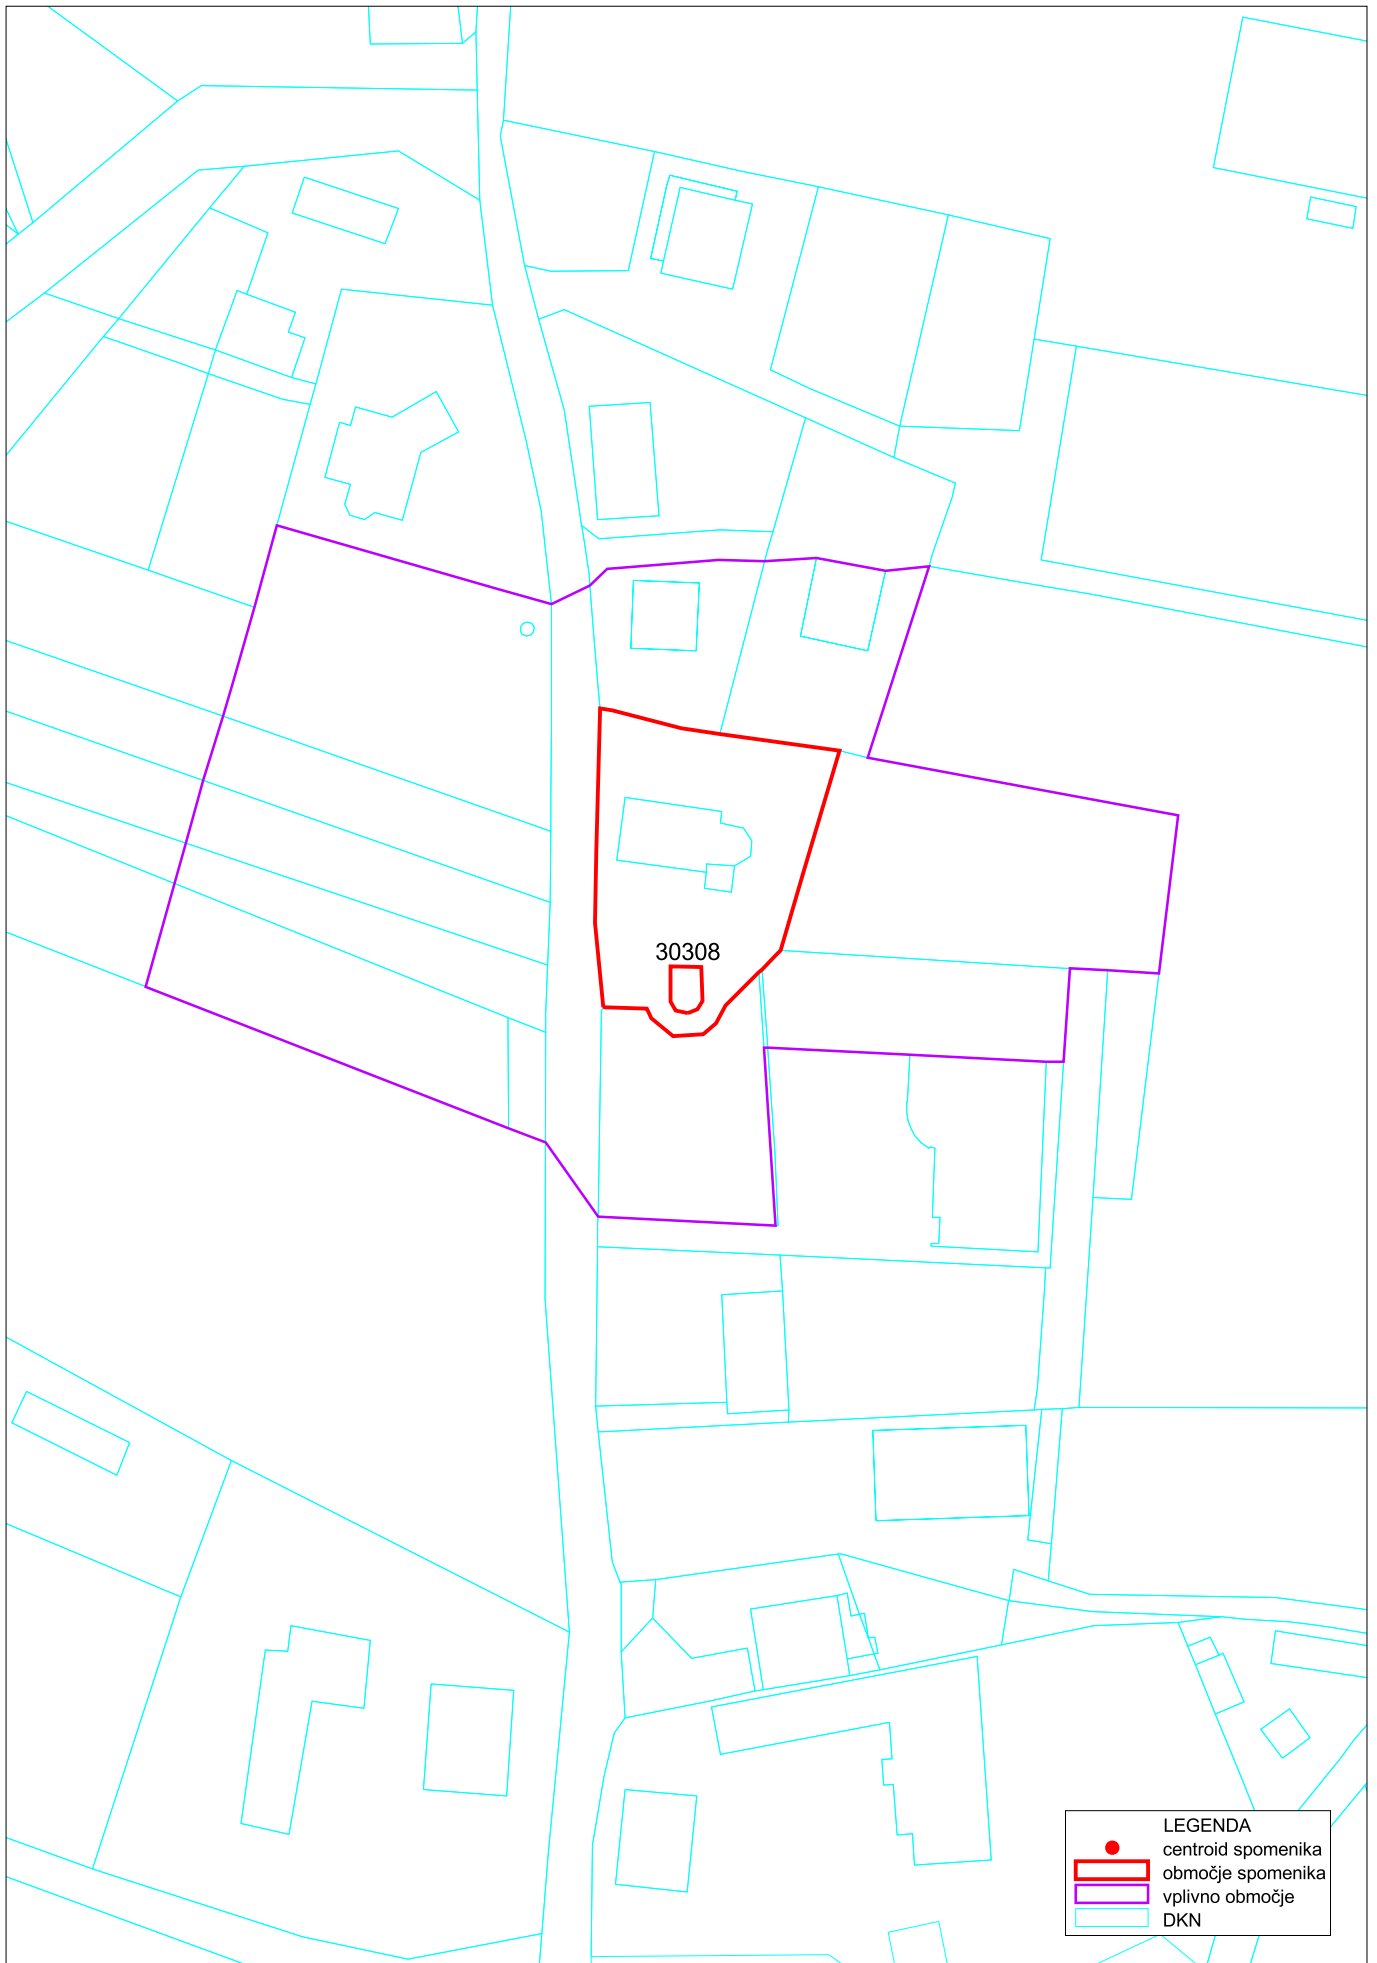 30308
LEGENDA
centroid spomenika
območje spomenika
vplivno območje
DKN